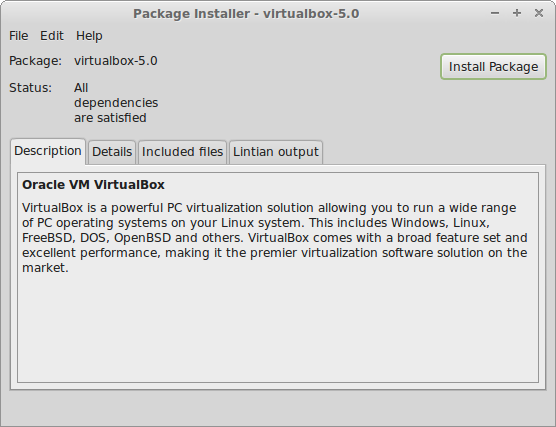 Package Installer - virtualbox-5.0
File Edit Help
Package: virtualbox-5.0
Install Package
Status: All
dependencies
are satisfied
Description Details Included files Lintian output
Oracle VM VirtualBox
VirtualBox is a powerful PC virtualization solution allowing you to run a wide range
of PC operating systems on your Linux system. This includes Windows, Linux,
FreeBSD, DOS, OpenBSD and others. VirtualBox comes with a broad feature set and
excellent performance, making it the premier virtualization software solution on the
market.